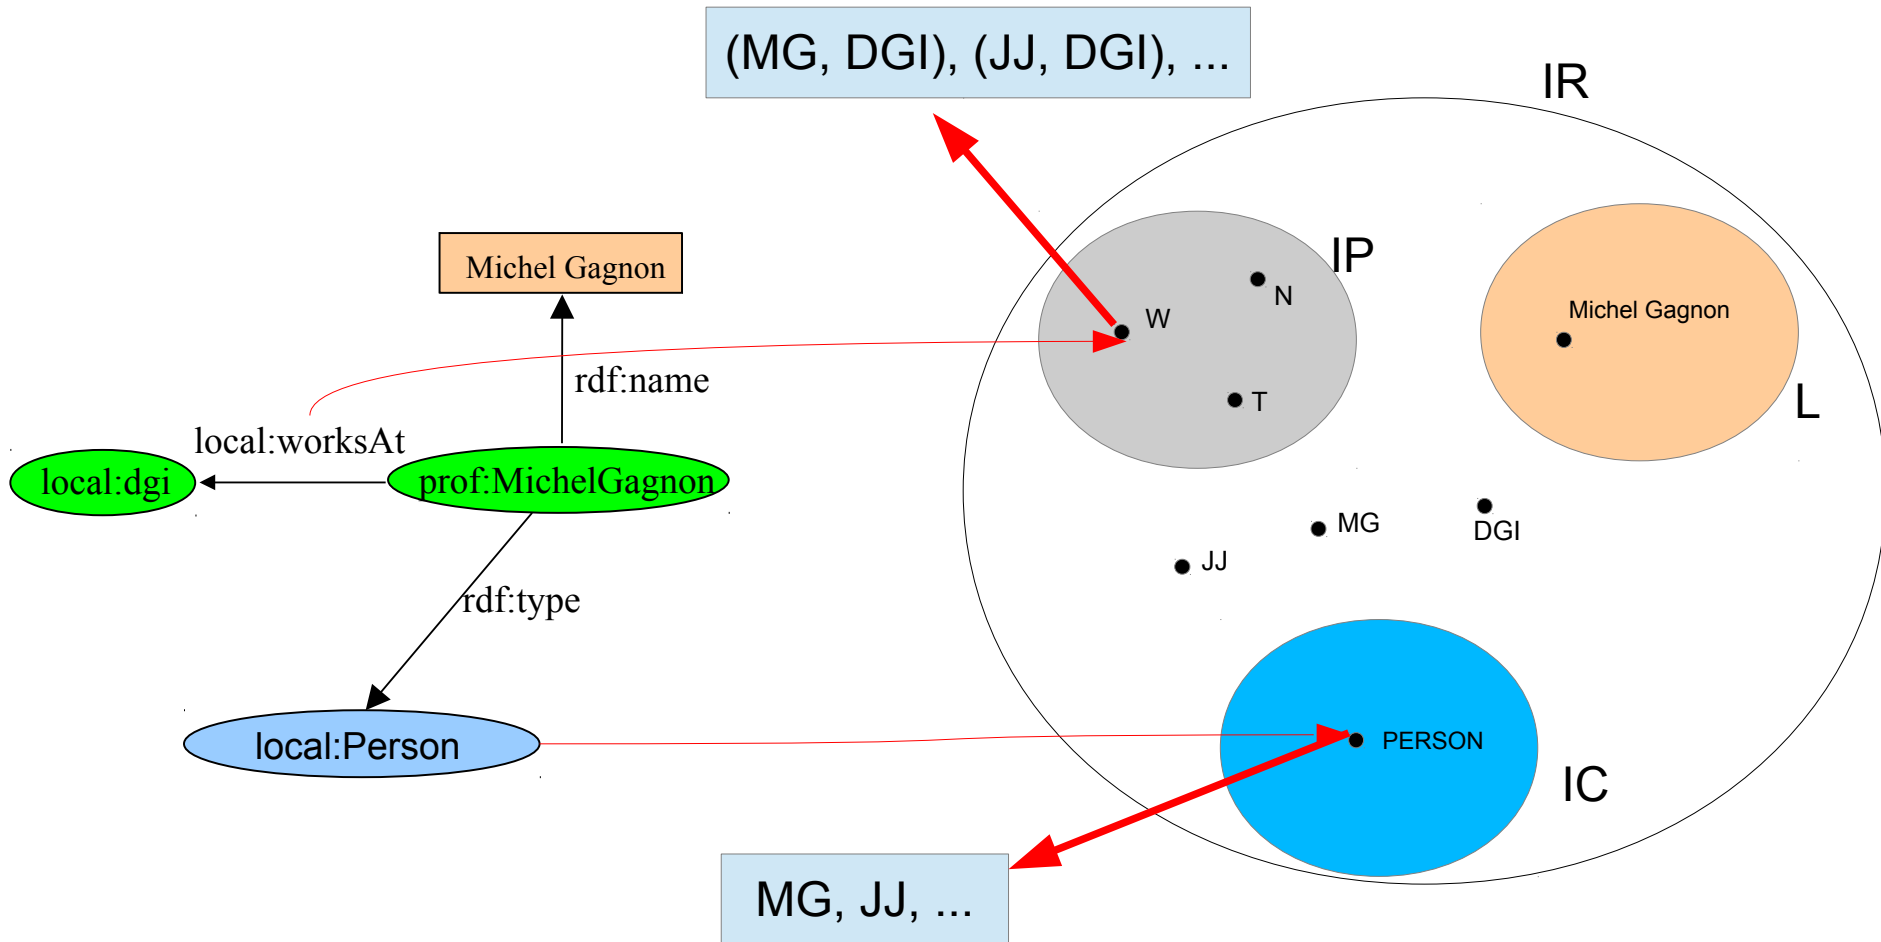 (MG, DGI), (JJ, DGI), ...
IR
IP
Michel Gagnon
N
Michel Gagnon
W
rdf:name
T
L
local:worksAt
local:dgi
prof:MichelGagnon
MG
DGI
JJ
rdf:type
local:Person
PERSON
IC
MG, JJ, ...